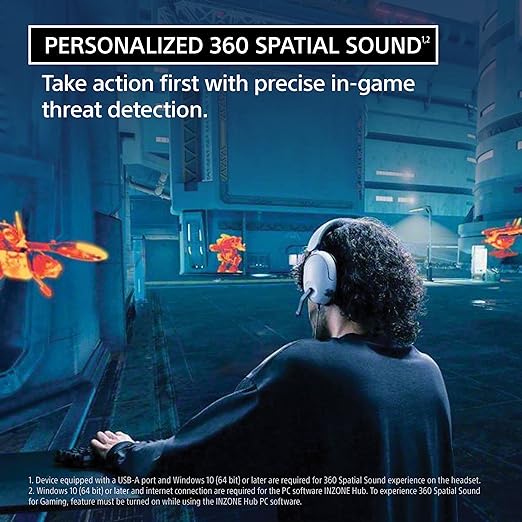 PERSONALIZED 360 SPATIAL SOUND1,2
Take action first with precise in-game
threat detection.
1. Device equipped with a USB-A port and Windows 10 (64 bit) or later are required for 360 Spatial Sound experience on the headset.
2. Windows 10 (64 bit) or later and internet connection are required for the PC software INZONE Hub. To experience 360 Spatial Sound
for Gaming, feature must be turned on while using the INZONE Hub PC software.